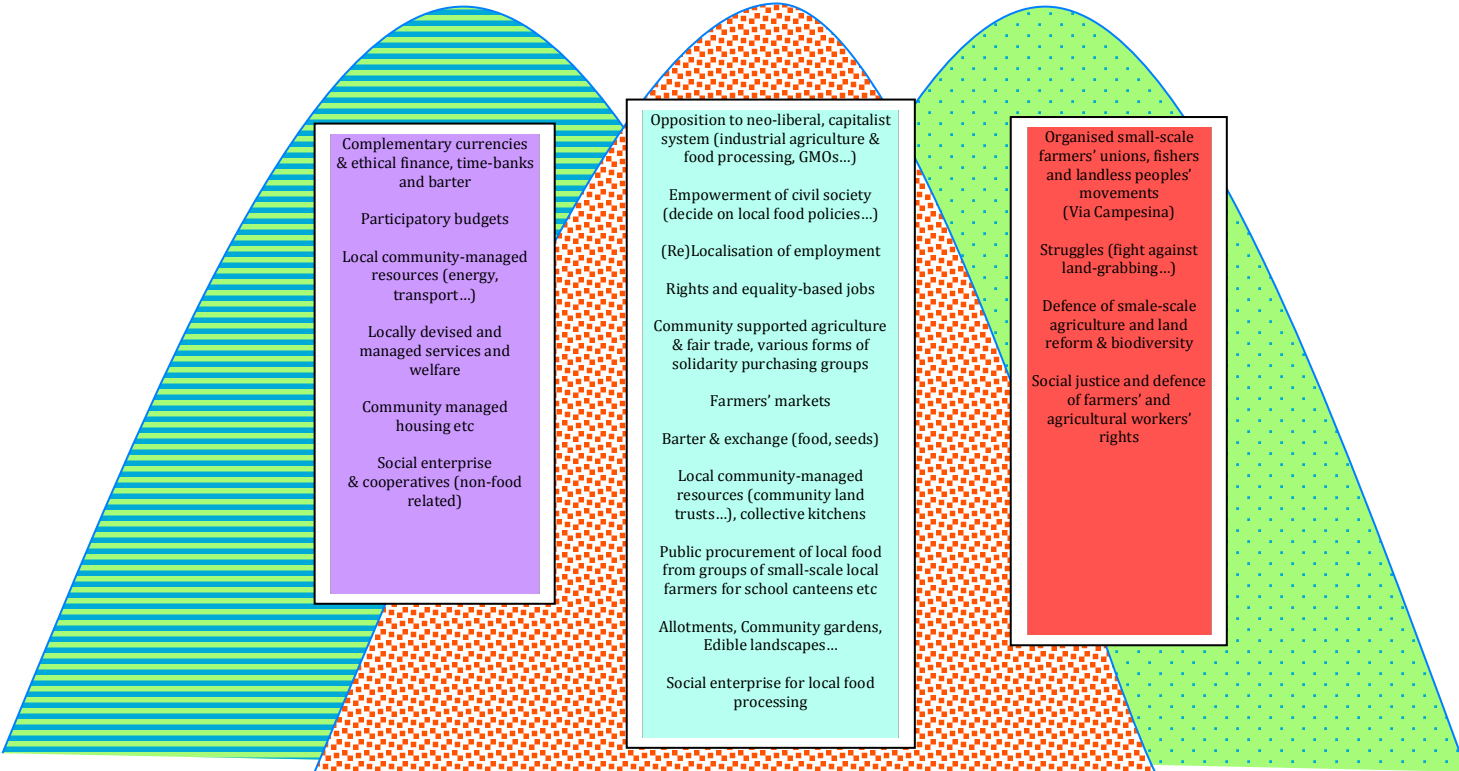 Complementary currencies
& ethical finance, time-banks
and barter
Participatory budgets
Local community-managed
resources (energy,
transport…)
Locally devised and
managed services and
welfare
Community managed
housing etc
Social enterprise
& cooperatives (non-food
related)
Opposition to neo-liberal, capitalist
system (industrial agriculture &
food processing, GMOs…)
Empowerment of civil society
(decide on local food policies…)
(Re)Localisation of employment
Rights and equality-based jobs
Community supported agriculture
& fair trade, various forms of
solidarity purchasing groups
Farmers’ markets
Barter & exchange (food, seeds)
Local community-managed
resources (community land
trusts…), collective kitchens
Public procurement of local food
from groups of small-scale local
farmers for school canteens etc
Allotments, Community gardens,
Edible landscapes…
Social enterprise for local food
processing
Organised small-scale
farmers’ unions, fishers
and landless peoples’
movements
(Via Campesina)
Struggles (fight against
land-grabbing…)
Defence of smale-scale
agriculture and land
reform & biodiversity
Social justice and defence
of farmers’ and
agricultural workers’
rights